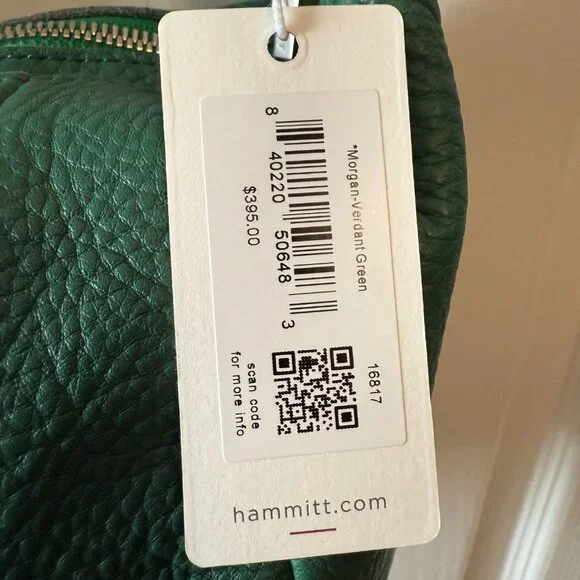 *Morgan-Verdant Green
8 40220 50648 3
$395.00
16817
scan code
for more info
hammitt.com